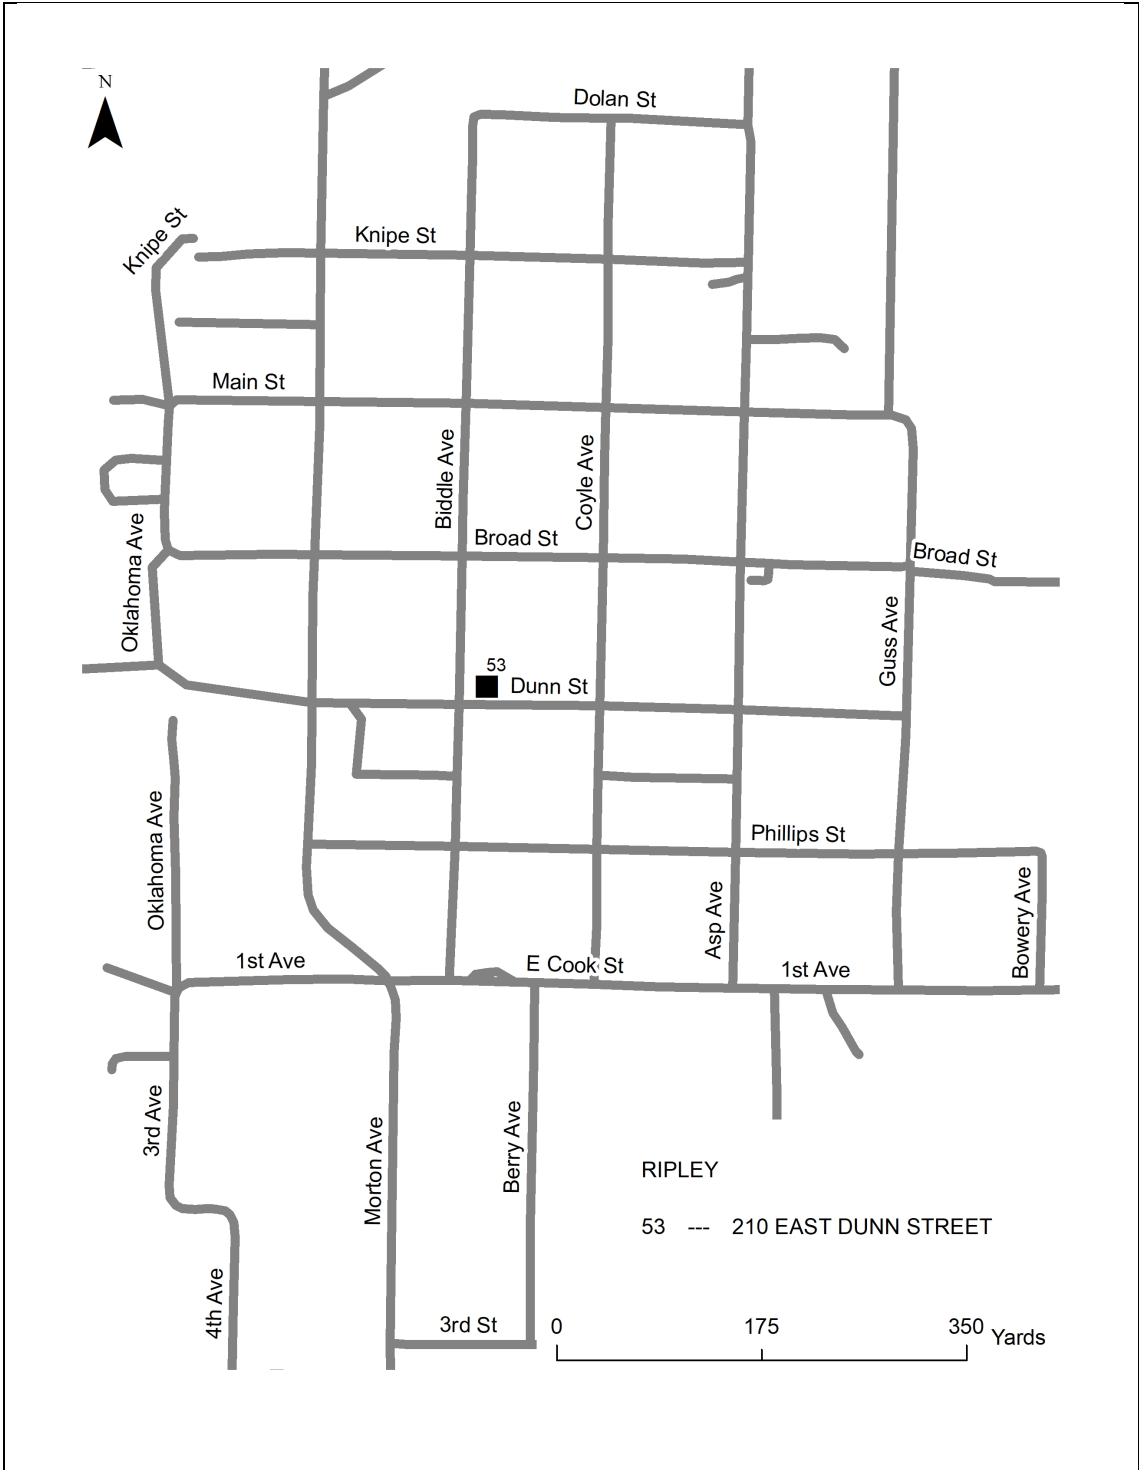 N
Dolan St
Knipe St
Knipe St
Main St
Biddle Ave
Coyle Ave
Broad St
Broad St
Oklahoma Ave
Guss Ave
53
Dunn St
Oklahoma Ave
Phillips St
Asp Ave
Bowery Ave
1st Ave
E Cook St
1st Ave
3rd Ave
Morton Ave
Berry Ave
RIPLEY
53 --- 210 EAST DUNN STREET
4th Ave
3rd St
0 175 350 Yards